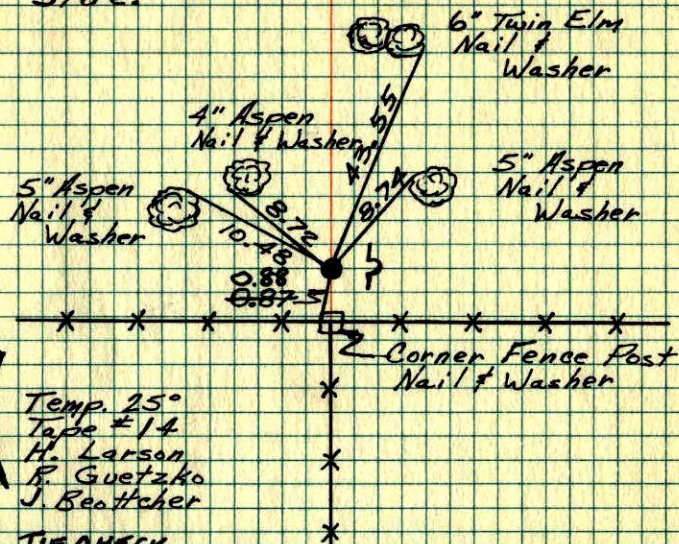 6" Twin Elm
Nail &
Washer
4" Aspen
Nail & Washer
43.55
5" Aspen
Nail &
Washer
8.74
5" Aspen
Nail &
Washer
8.72
10.48
0.88
0.87.5
Corner Fence Post
Nail & Washer
Temp. 25°
Tape #14
H. Larson
R. Guetzko
J. Beottcher
TIE CHECK